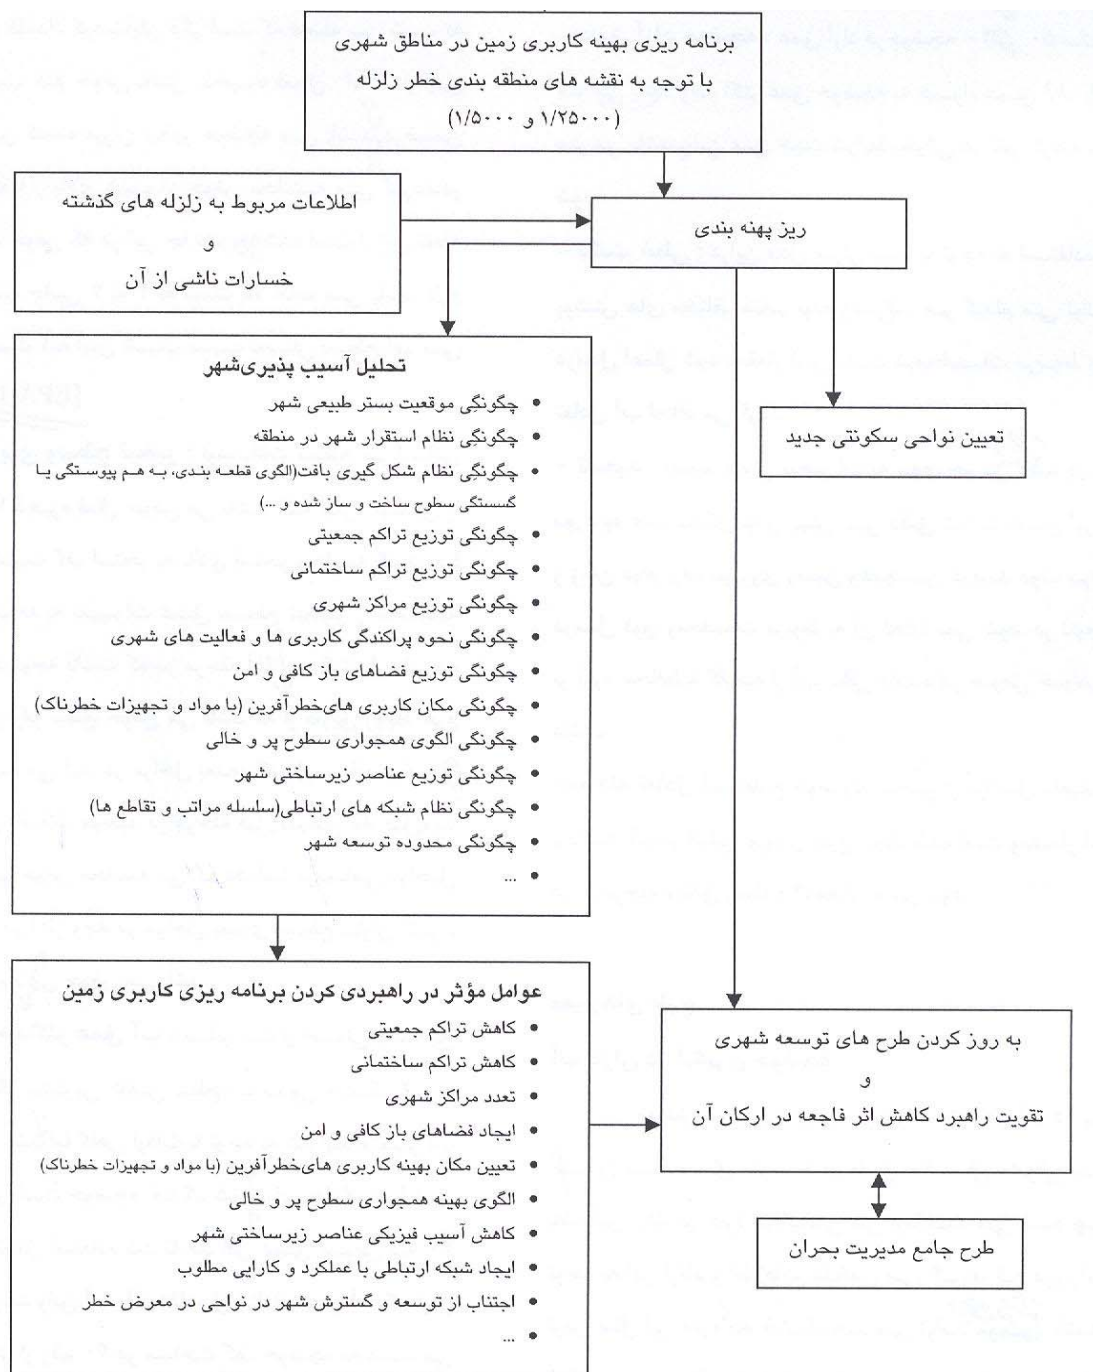 برنامه ریزی بهینه کاربری زمین در مناطق شهری
با توجه به نقشه های منطقه بندی خطر زلزله
(۱/۲۵۰۰۰ و ۱/۵۰۰۰)
ریز پهنه بندی
اطلاعات مربوط به زلزله های گذشته
و
خسارات ناشی از آن
تحلیل آسیب پذیری‌شهر
• چگونگی موقعیت بستر طبیعی شهر
• چگونگی نظام استقرار شهر در منطقه
• چگونگی نظام شکل گیری بافت(الگوی قطعه بندی، به هم پیوستگی یا
گسستگی سطوح ساخت و ساز شده و ...)
• چگونگی توزیع تراکم جمعیتی
• چگونگی توزیع تراکم ساختمانی
• چگونگی توزیع مراکز شهری
• چگونگی نحوه پراکندگی کاربری ها و فعالیت های شهری
• چگونگی توزیع فضاهای باز کافی و امن
• چگونگی مکان کاربری های‌خطرآفرین (با مواد و تجهیزات خطرناک)
• چگونگی الگوی همجواری سطوح پر و خالی
• چگونگی توزیع عناصر زیرساختی شهر
• چگونگی نظام شبکه های ارتباطی(سلسله مراتب و تقاطع ها)
• چگونگی محدوده توسعه شهر
• ...
تعیین نواحی سکونتی جدید
عوامل مؤثر در راهبردی کردن برنامه ریزی کاربری زمین
• کاهش تراکم جمعیتی
• کاهش تراکم ساختمانی
• تعدد مراکز شهری
• ایجاد فضاهای باز کافی و امن
• تعیین مکان بهینه کاربری های‌خطرآفرین (با مواد و تجهیزات خطرناک)
• الگوی بهینه همجواری سطوح پر و خالی
• کاهش آسیب فیزیکی عناصر زیرساختی شهر
• ایجاد شبکه ارتباطی با عملکرد و کارایی مطلوب
• اجتناب از توسعه و گسترش شهر در نواحی در معرض خطر
• ...
به روز کردن طرح های توسعه شهری
و
تقویت راهبرد کاهش اثر فاجعه در ارکان آن
طرح جامع مدیریت بحران